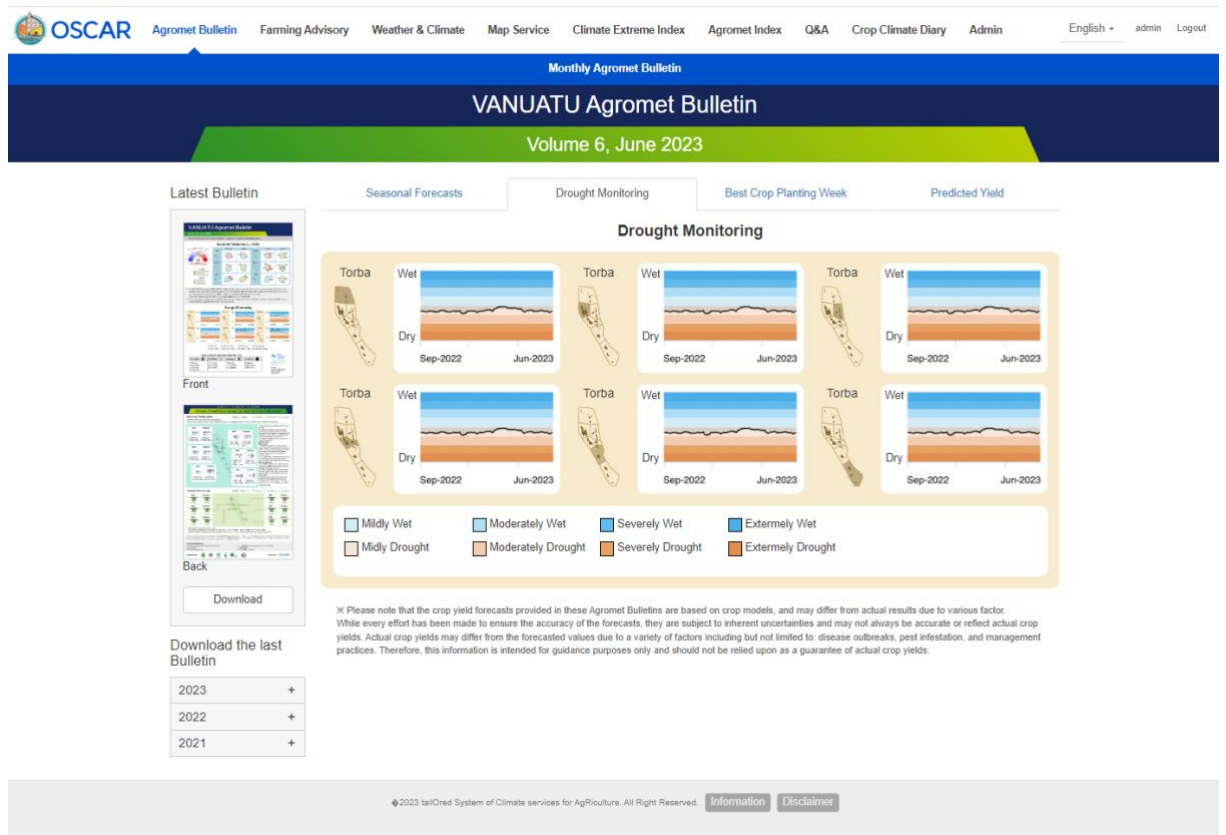 OSCAR
Agromet Bulletin Farming Advisory Weather & Climate Map Service Climate Extreme Index Agromet Index Q&A Crop Climate Diary Admin English admin Logout
Monthly Agromet Bulletin
VANUATU Agromet Bulletin
Volume 6, June 2023
Latest Bulletin
VANUATU Agromet Bulletin
Front
Back
Download
Download the last
Bulletin
2023 +
2022 +
2021 +
Seasonal Forecasts Drought Monitoring Best Crop Planting Week Predicted Yield
Drought Monitoring
Torba Wet Dry Sep-2022 Jun-2023
Torba Wet Dry Sep-2022 Jun-2023
Torba Wet Dry Sep-2022 Jun-2023
Torba Wet Dry Sep-2022 Jun-2023
Torba Wet Dry Sep-2022 Jun-2023
Torba Wet Dry Sep-2022 Jun-2023
Mildly Wet Moderately Wet Severely Wet Extermely Wet
Midly Drought Moderately Drought Severely Drought Extermely Drought
※ Please note that the crop yield forecasts provided in these Agromet Bulletins are based on crop models, and may differ from actual results due to various factor.
While every effort has been made to ensure the accuracy of the forecasts, they are subject to inherent uncertainties and may not always be accurate or reflect actual crop
yields. Actual crop yields may differ from the forecasted values due to a variety of factors including but not limited to: disease outbreaks, pest infestation, and management
practices. Therefore, this information is intended for guidance purposes only and should not be relied upon as a guarantee of actual crop yields.
�2023 tailOred System of Climate services for AgRiculture. All Right Reserved. Information Disclaimer